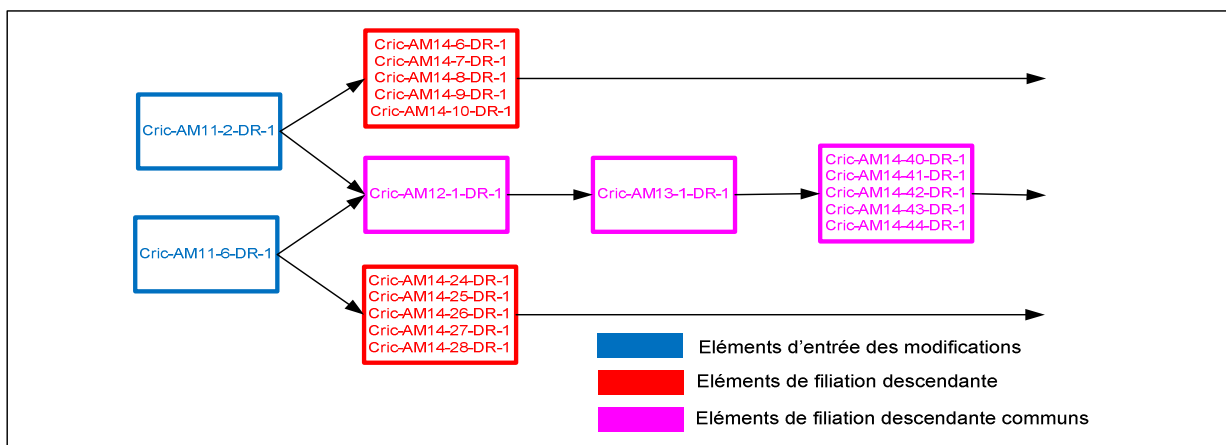 Cric-AM11-2-DR-1
Cric-AM11-6-DR-1
Cric-AM14-6-DR-1
Cric-AM14-7-DR-1
Cric-AM14-8-DR-1
Cric-AM14-9-DR-1
Cric-AM14-10-DR-1
Cric-AM12-1-DR-1
Cric-AM13-1-DR-1
Cric-AM14-40-DR-1
Cric-AM14-41-DR-1
Cric-AM14-42-DR-1
Cric-AM14-43-DR-1
Cric-AM14-44-DR-1
Cric-AM14-24-DR-1
Cric-AM14-25-DR-1
Cric-AM14-26-DR-1
Cric-AM14-27-DR-1
Cric-AM14-28-DR-1
Eléments d'entrée des modifications
Eléments de filiation descendante
Eléments de filiation descendante communs